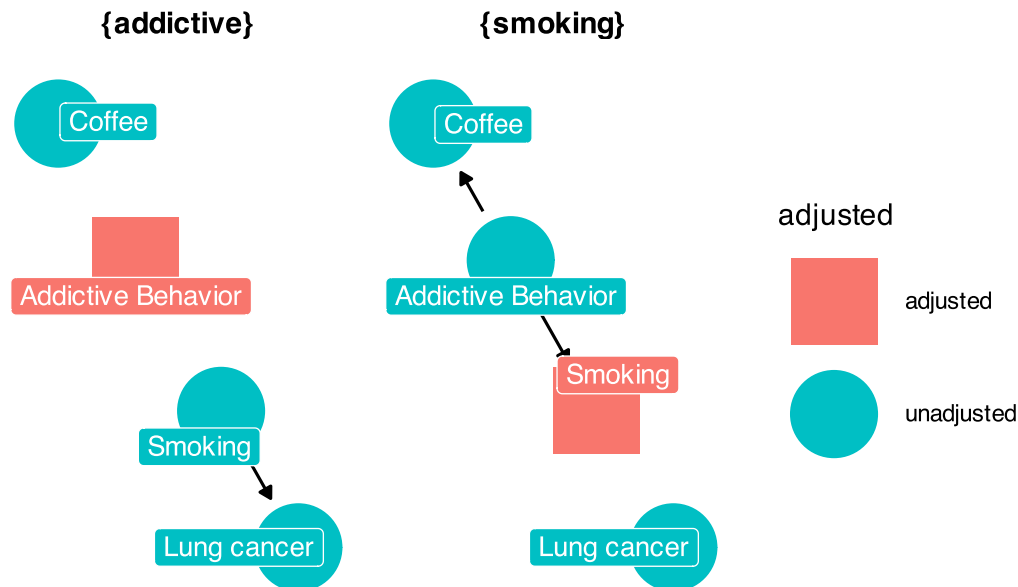 {addictive}
{smoking}
Coffee
Addictive Behavior
Smoking
Lung cancer
Coffee
Addictive Behavior
Smoking
Lung cancer
adjusted
adjusted
unadjusted